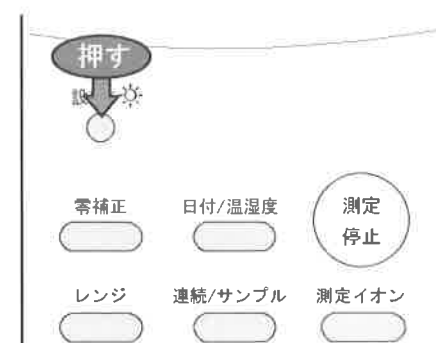 押す
設
零補正 日付/温湿度 測定
停止
レンジ 連続/サンプル 測定イオン